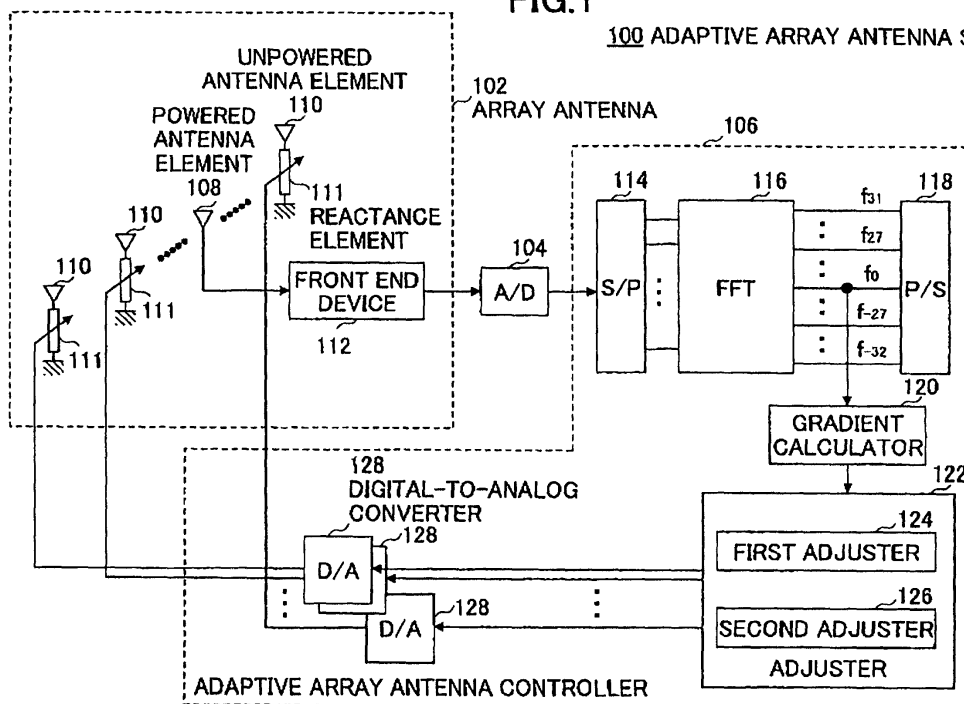 FIG.1
100 ADAPTIVE ARRAY ANTENNA S
UNPOWERED
ANTENNA ELEMENT
110
102
ARRAY ANTENNA
POWERED
ANTENNA
ELEMENT
108
111
REACTANCE
ELEMENT
110
111
110
111
FRONT END
DEVICE
112
104
A/D
106
114
S/P
116
FFT
118
P/S
f31
f27
f0
f-27
f-32
120
GRADIENT
CALCULATOR
122
124
FIRST ADJUSTER
126
SECOND ADJUSTER
ADJUSTER
128
DIGITAL-TO-ANALOG
CONVERTER
128
D/A
D/A
128
ADAPTIVE ARRAY ANTENNA CONTROLLER